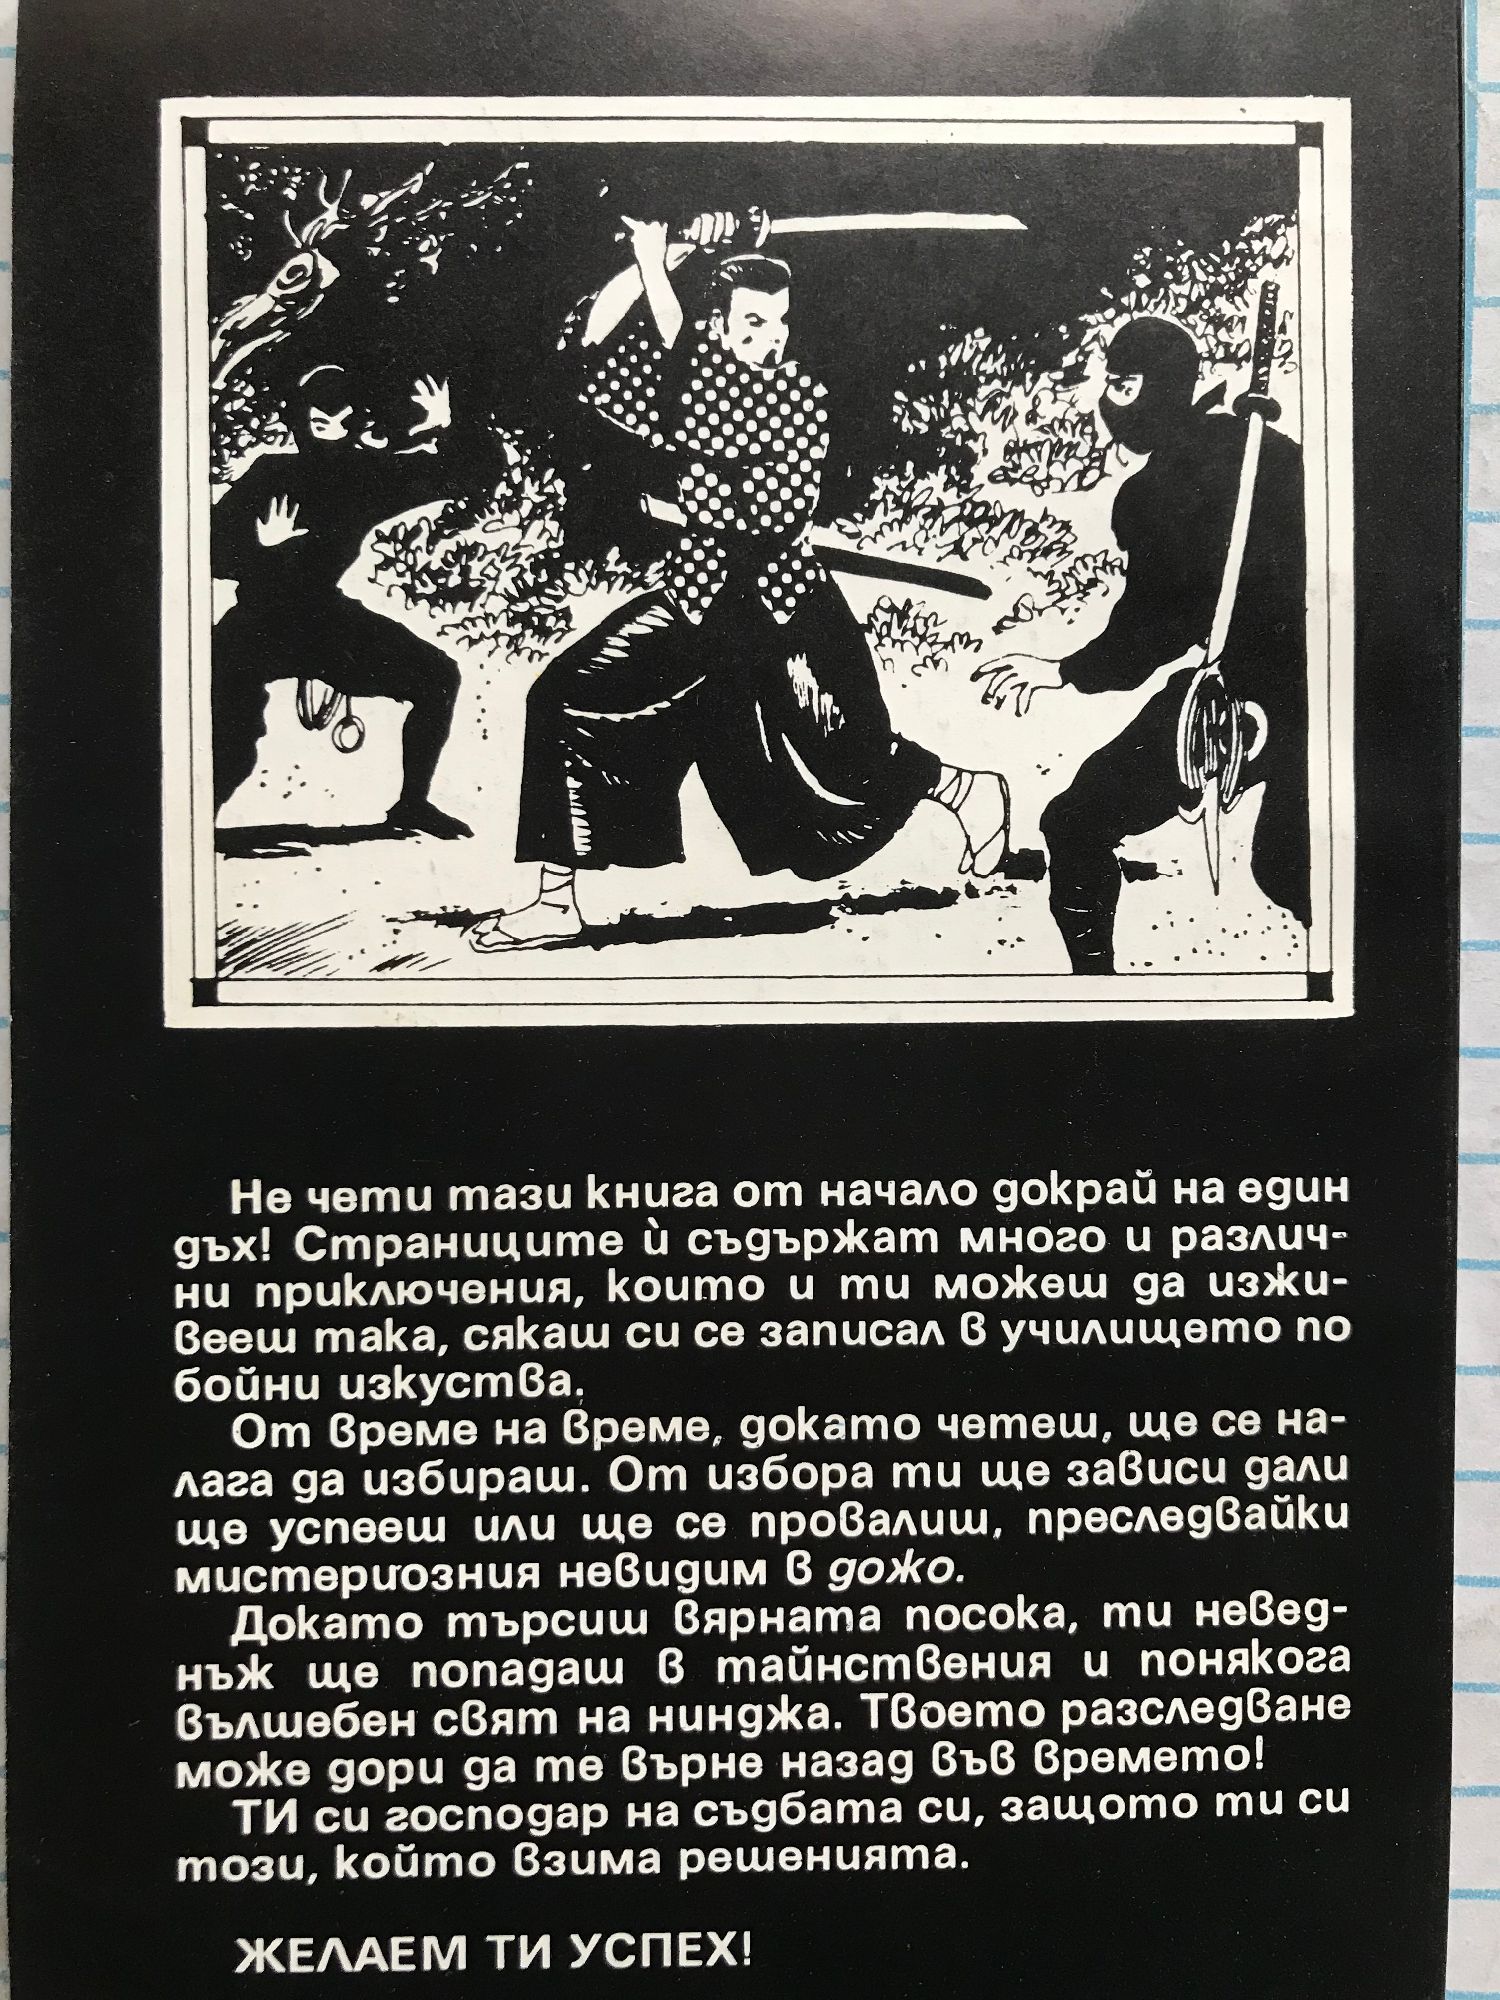 Не чети тази книга от начало докрай на един
дъх! Страниците ѝ съдържат много и различ-
ни приключения, които и ти можеш да изжи-
вееш така, сякаш си се записал в училището по
бойни изкуства.
От време на време, докато четеш, ще се на-
лага да избираш. От избора ти ще зависи дали
ще успееш или ще се провалиш, преследвайки
мистериозния невидим в дожо.
Докато търсиш вярната посока, ти невед-
нъж ще попадаш в тайнствения и понякога
вълшебен свят на нинджа. Твоето разследване
може дори да те върне назад във времето!
ТИ си господар на съдбата си, защото ти си
този, който взима решенията.
ЖЕЛАЕМ ТИ УСПЕХ!